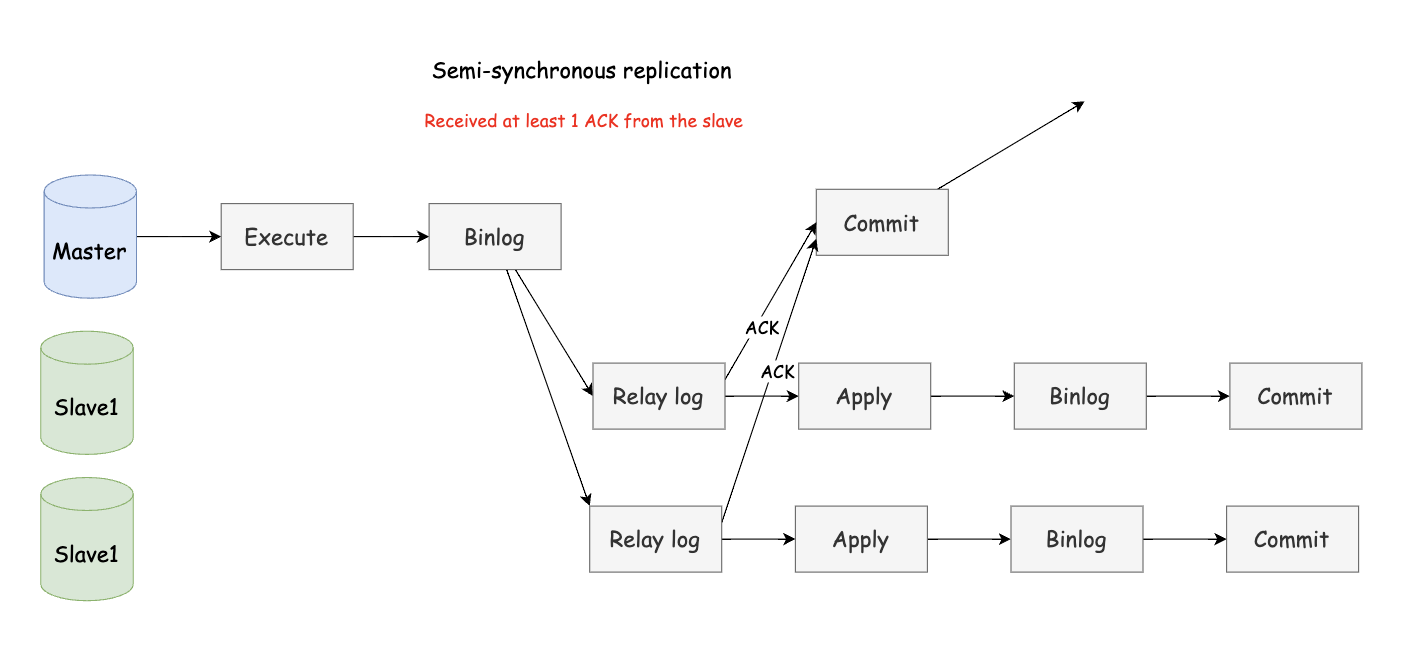 Semi-synchronous replication
Received at least 1 ACK from the slave
Master
Execute
Binlog
Commit
ACK
ACK
Slave1
Relay log
Apply
Binlog
Commit
Slave1
Relay log
Apply
Binlog
Commit